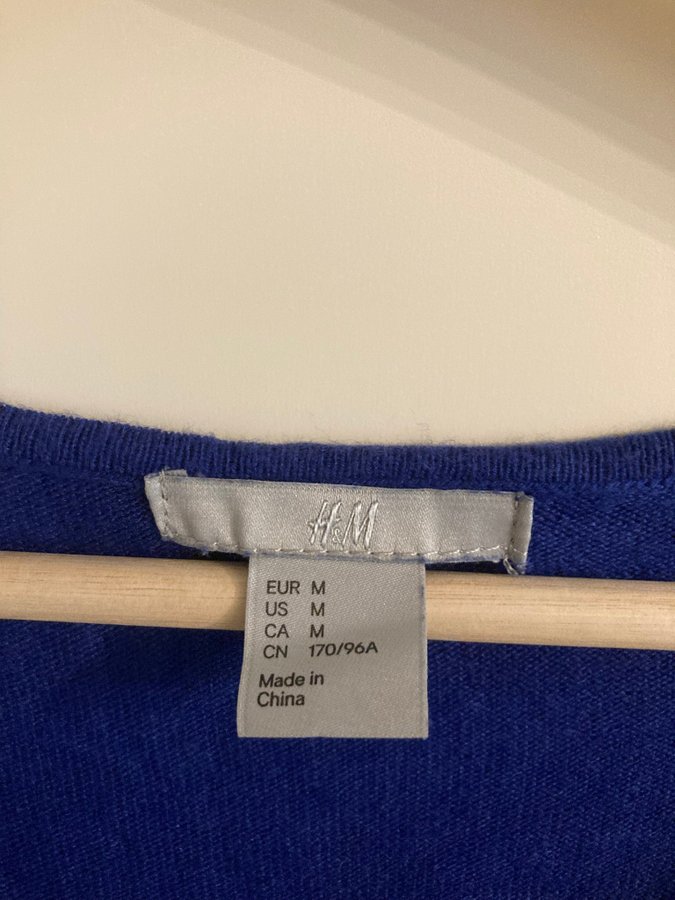 H&M
EUR M
US M
CA M
CN 170/96A
Made in
China